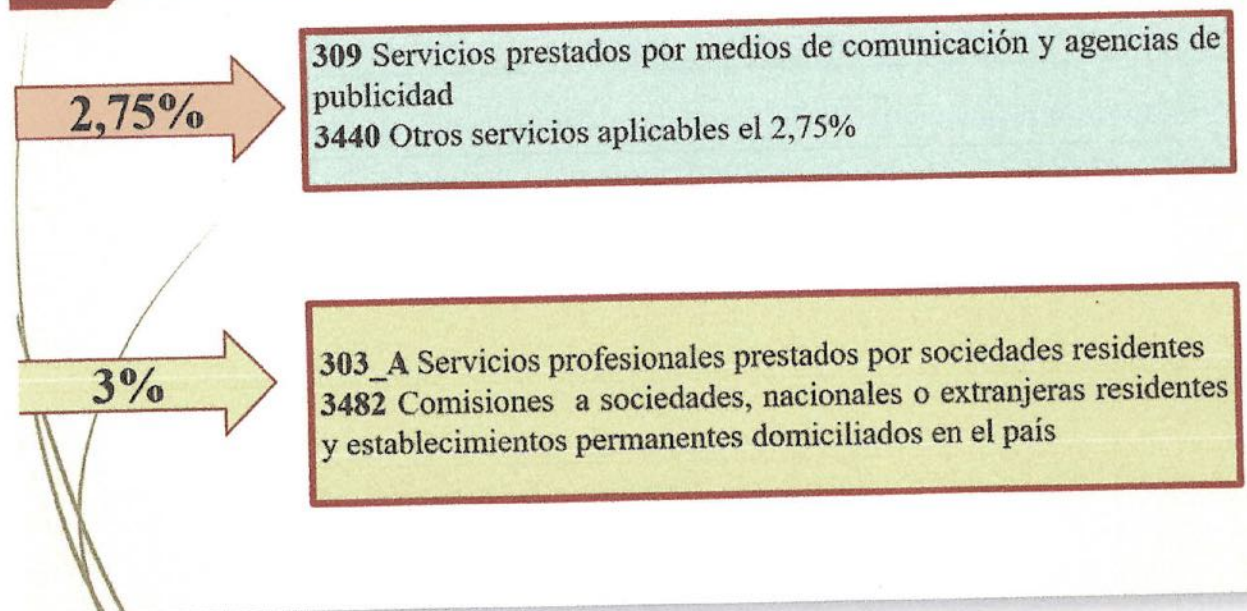 2,75%
309 Servicios prestados por medios de comunicación y agencias de
publicidad
3440 Otros servicios aplicables el 2,75%
3%
303_A Servicios profesionales prestados por sociedades residentes
3482 Comisiones a sociedades, nacionales o extranjeras residentes
y establecimientos permanentes domiciliados en el país